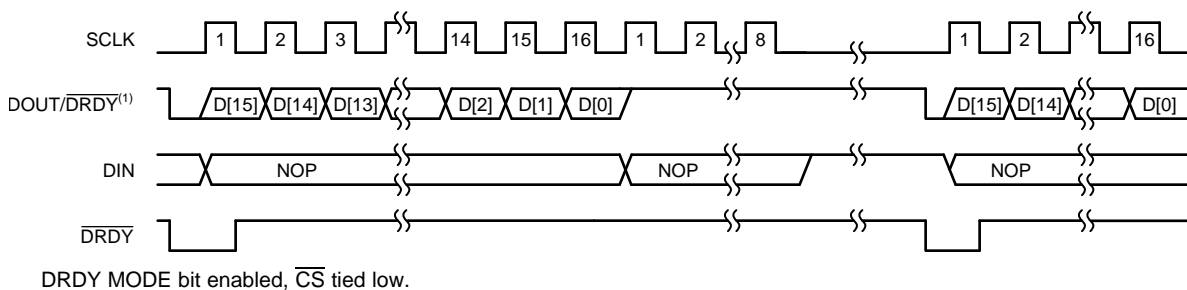 SCLK 1 2 3 14 15 16 1 2 8 1 2 16
DOUT/DRDY(1) D[15] D[14] D[13] D[2] D[1] D[0] D[15] D[14] D[0]
DIN NOP NOP NOP
DRDY
DRDY MODE bit enabled, CS tied low.